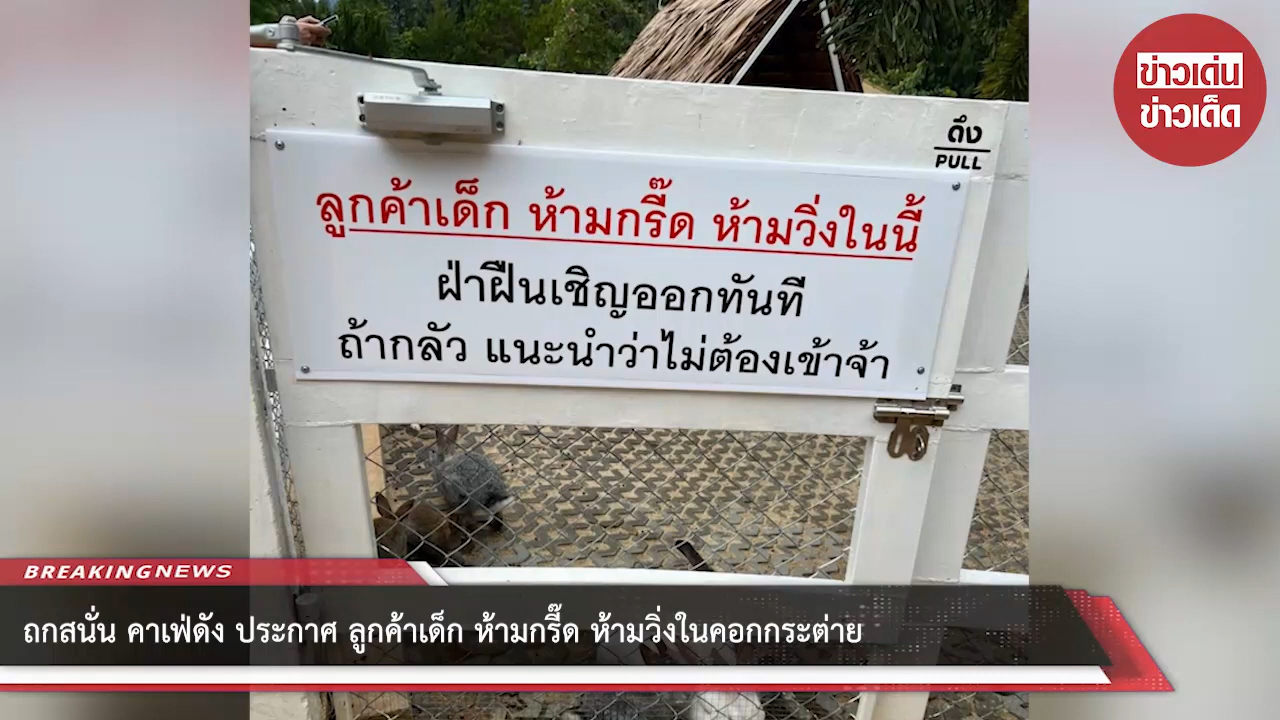 ข่าวเด่น
ข่าวเด็ด
ดึง
PULL
ลูกค้าเด็ก ห้ามกรี๊ด ห้ามวิ่งในนี้
ฝ่าฝืนเชิญออกทันที
ถ้ากลัว แนะนำว่าไม่ต้องเข้าจ้า
BREAKING NEWS
ถกสนั่น คาเฟ่ดัง ประกาศ ลูกค้าเด็ก ห้ามกรี๊ด ห้ามวิ่งในคอกกระต่าย